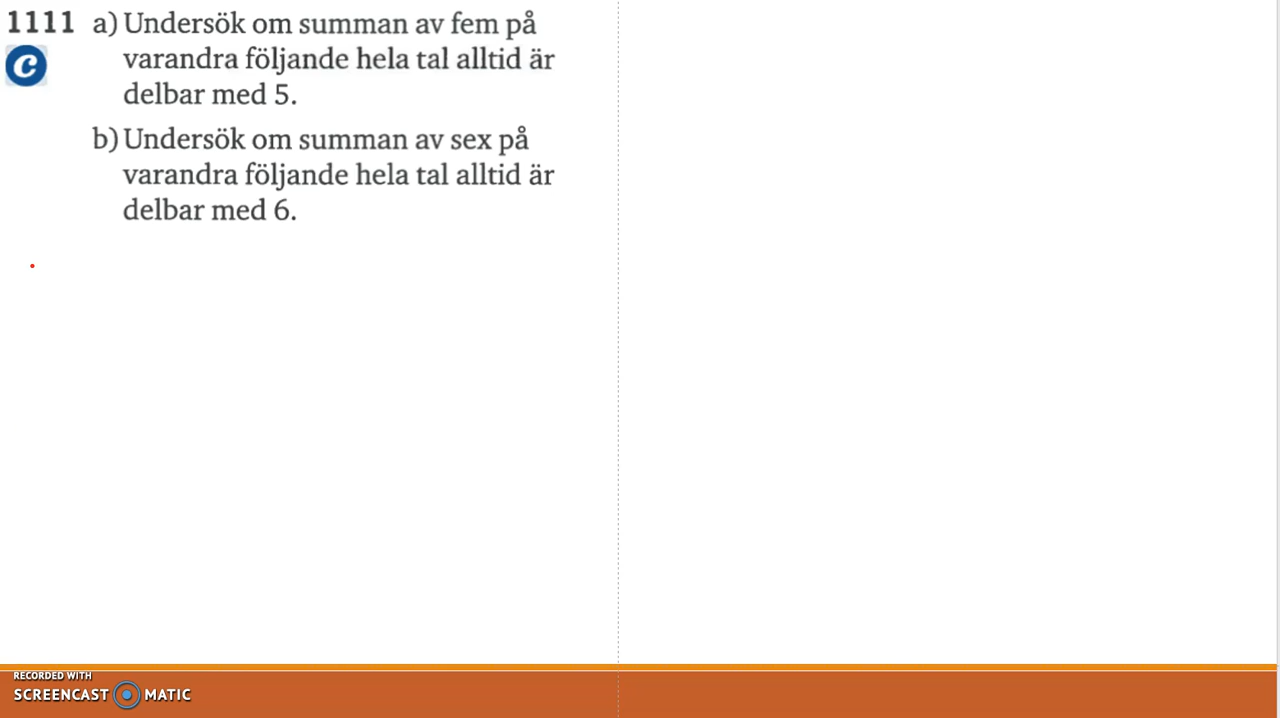 1111 a) Undersök om summan av fem på
varandra följande hela tal alltid är
delbar med 5.
b) Undersök om summan av sex på
varandra följande hela tal alltid är
delbar med 6.
C
RECORDED WITH
SCREENCAST MATIC